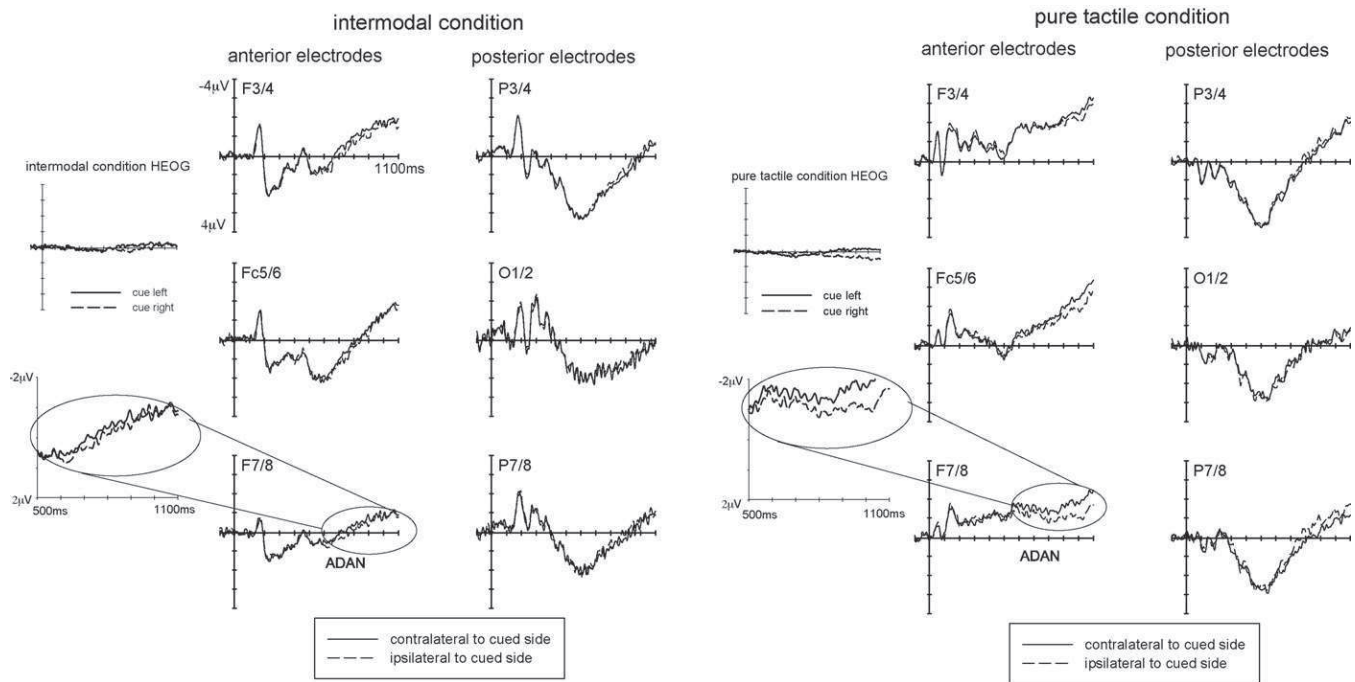 intermodal condition
anterior electrodes
posterior electrodes
-4µV
F3/4
P3/4
1100ms
4µV
intermodal condition HEOG
cue left
cue right
Fc5/6
O1/2
-2µV
2µV
500ms
1100ms
F7/8
P7/8
ADAN
contralateral to cued side
ipsilateral to cued side
pure tactile condition
anterior electrodes
posterior electrodes
F3/4
P3/4
pure tactile condition HEOG
cue left
cue right
Fc5/6
O1/2
-2µV
2µV
500ms
1100ms
F7/8
P7/8
ADAN
contralateral to cued side
ipsilateral to cued side